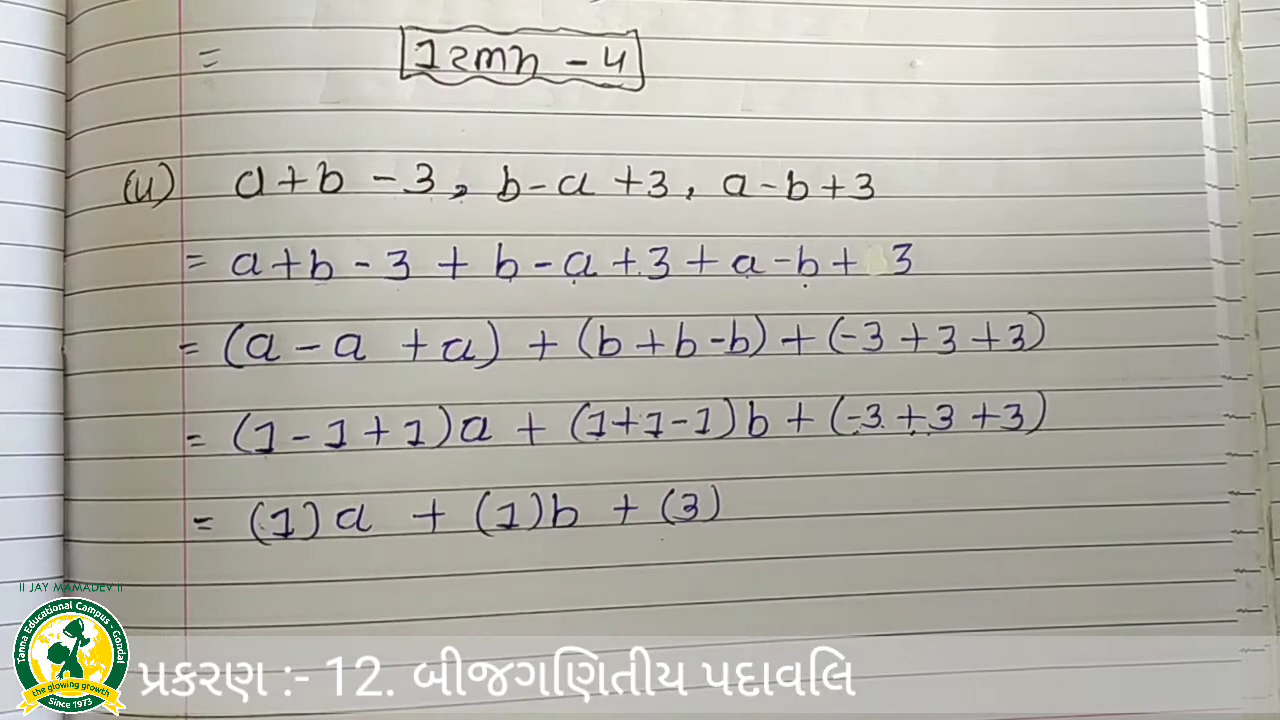 = 12mn - 4
(૫) a+b - 3, b-a +3, a-b+3
= a+b - 3 + b-a +3+a-b+ 3
= (a - a + a) + (b+b-b) + (-3 +3 +3)
= (1-1+1)a + (1+1-1)b + (-3 +3 +3)
= (1)a + (1)b + (3)
|| JAY MAMADEV ||
Tanna Educational Campus - Gondal
the glowing growth
Since 1973
પ્રકરણ :- 12. બીજગણિતીય પદાવલિ